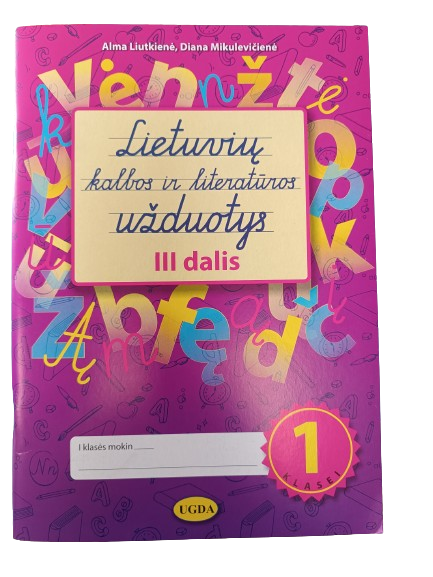 Alma Liutkienė, Diana Mikulevičienė
Lietuvių
kalbos ir literatūros
užduotys
III dalis
I klasės mokin
1
KLASEI
UGDA